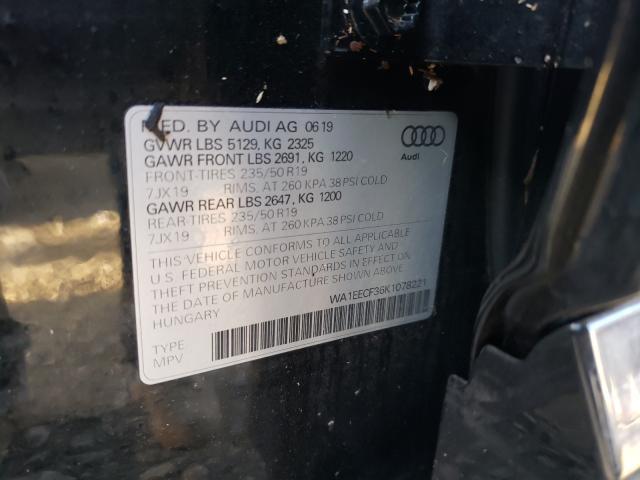 MFD. BY AUDI AG 0619
GVWR LBS 5129, KG 2325
GAWR FRONT LBS 2691, KG 1220
FRONT-TIRES 235/50 R19
7JX19 RIMS. AT 260 KPA 38 PSI COLD
GAWR REAR LBS 2647, KG 1200
REAR-TIRES 235/50 R19
7JX19 RIMS. AT 260 KPA 38 PSI COLD
THIS VEHICLE CONFORMS TO ALL APPLICABLE
U.S. FEDERAL MOTOR VEHICLE SAFETY AND
THEFT PREVENTION STANDARDS IN EFFECT ON
THE DATE OF MANUFACTURE SHOWN ABOVE
HUNGARY
WA1EECF36K1078221
TYPE
MPV
Audi